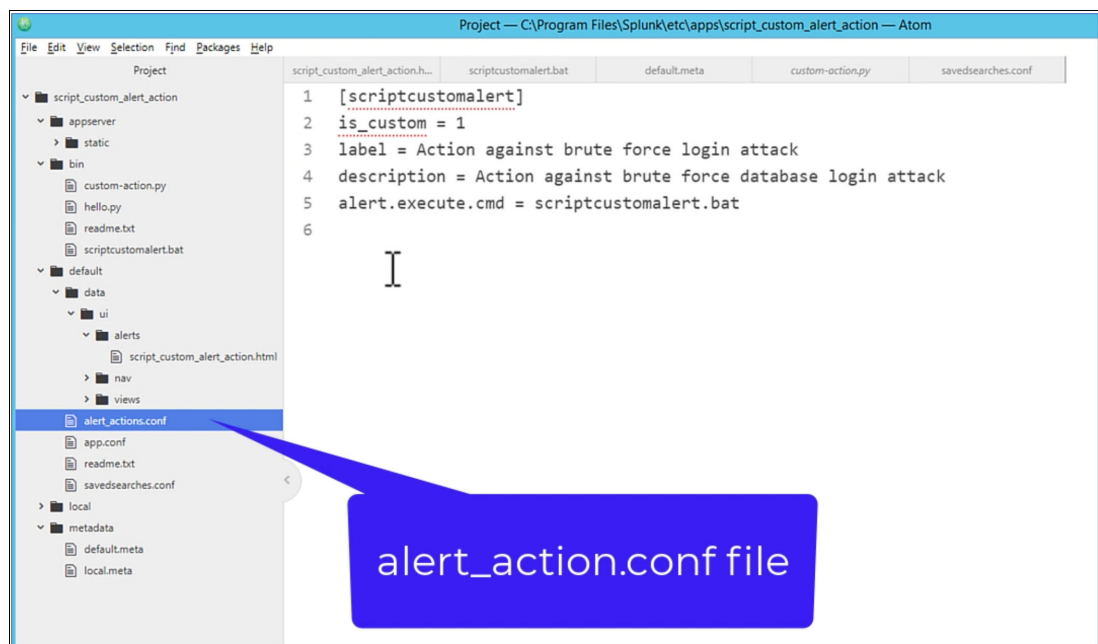 Project — C:\Program Files\Splunk\etc\apps\script_custom_alert_action — Atom
File Edit View Selection Find Packages Help
Project
script_custom_alert_action.h... scriptcustomalert.bat default.meta custom-action.py savedsearches.conf
script_custom_alert_action
appserver
static
bin
custom-action.py
hello.py
readme.txt
scriptcustomalert.bat
default
data
ui
alerts
script_custom_alert_action.html
nav
views
alert_actions.conf
app.conf
readme.txt
savedsearches.conf
local
metadata
default.meta
local.meta
1 [scriptcustomalert]
2 is_custom = 1
3 label = Action against brute force login attack
4 description = Action against brute force database login attack
5 alert.execute.cmd = scriptcustomalert.bat
6
alert_action.conf file